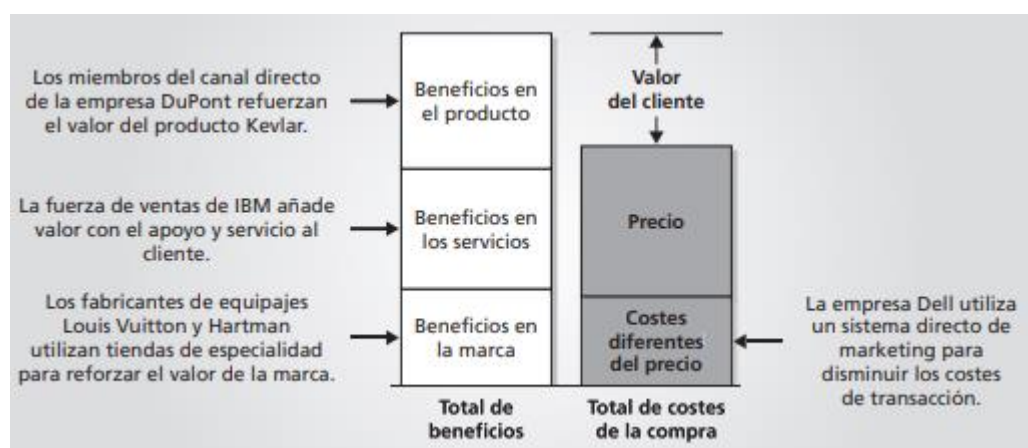 Los miembros del canal directo
de la empresa DuPont refuerzan
el valor del producto Kevlar.
La fuerza de ventas de IBM añade
valor con el apoyo y servicio al
cliente.
Los fabricantes de equipajes
Louis Vuitton y Hartman
utilizan tiendas de especialidad
para reforzar el valor de la marca.
Beneficios en
el producto
Beneficios en
los servicios
Beneficios en
la marca
Total de
beneficios
Valor
del cliente
Precio
Costes
diferentes
del precio
Total de costes
de la compra
La empresa Dell utiliza
un sistema directo de
marketing para
disminuir los costes
de transacción.